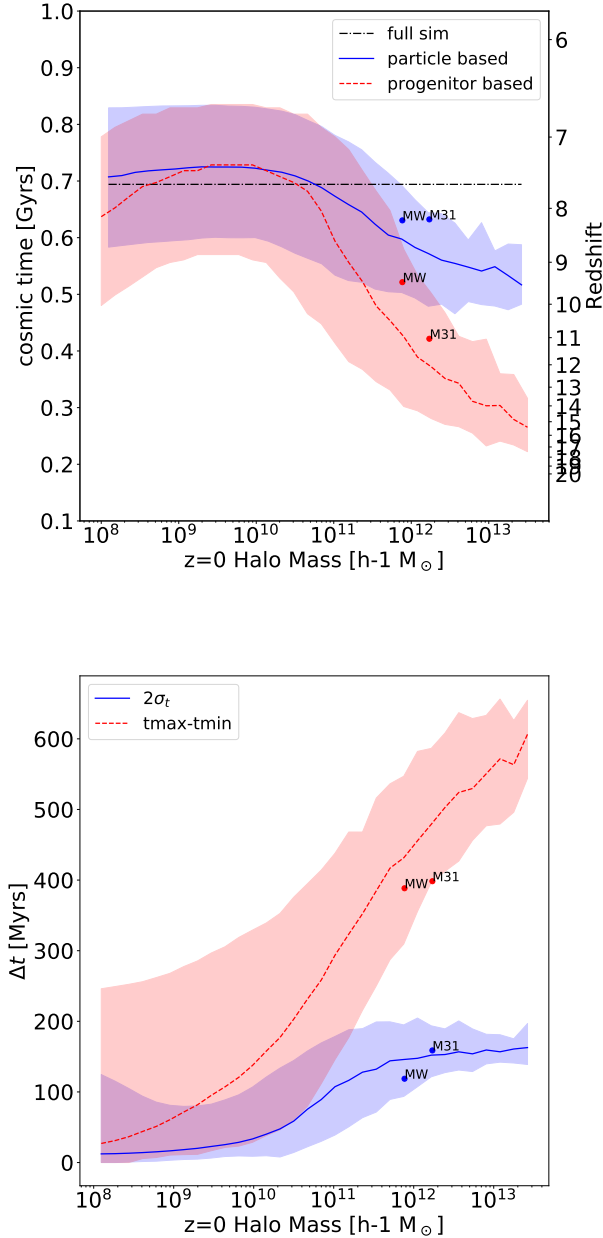 1.0
0.9
0.8
0.7
0.6
0.5
0.4
0.3
0.2
0.1
cosmic time [Gyrs]
full sim
particle based
progenitor based
MW
M31
MW
M31
6
7
8
9
10
11
12
13
14
15
16
17
18
19
20
Redshift
10^8
10^9
10^10
10^11
10^12
10^13
z=0 Halo Mass [h-1 M⊙]
2σt
tmax-tmin
600
500
400
300
200
100
0
Δt [Myrs]
MW
M31
M31
MW
10^8
10^9
10^10
10^11
10^12
10^13
z=0 Halo Mass [h-1 M⊙]